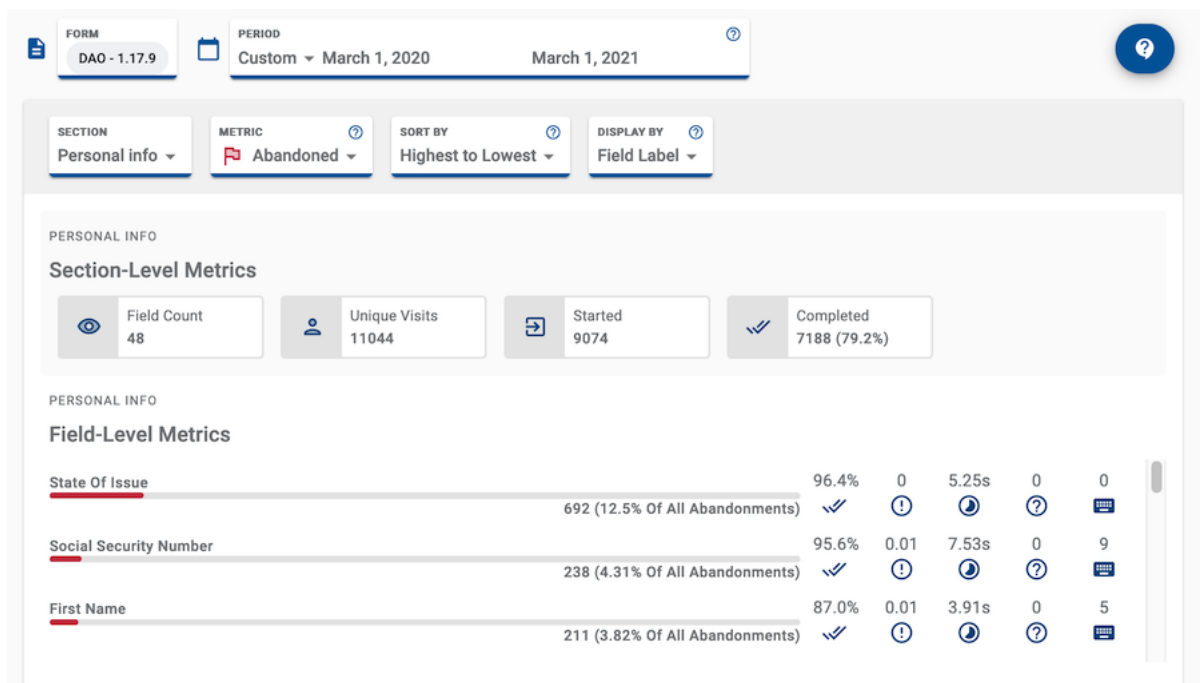 FORM
DAO - 1.17.9
PERIOD
Custom March 1, 2020 March 1, 2021
SECTION
Personal info
METRIC
Abandoned
SORT BY
Highest to Lowest
DISPLAY BY
Field Label
PERSONAL INFO
Section-Level Metrics
Field Count
48
Unique Visits
11044
Started
9074
Completed
7188 (79.2%)
PERSONAL INFO
Field-Level Metrics
State Of Issue
96.4% 0 5.25s 0 0
692 (12.5% Of All Abandonments)
Social Security Number
95.6% 0.01 7.53s 0 9
238 (4.31% Of All Abandonments)
First Name
87.0% 0.01 3.91s 0 5
211 (3.82% Of All Abandonments)